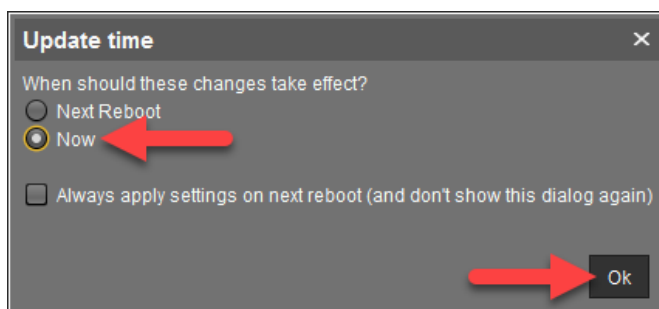 Update time
When should these changes take effect?
Next Reboot
Now
Always apply settings on next reboot (and don't show this dialog again)
Ok